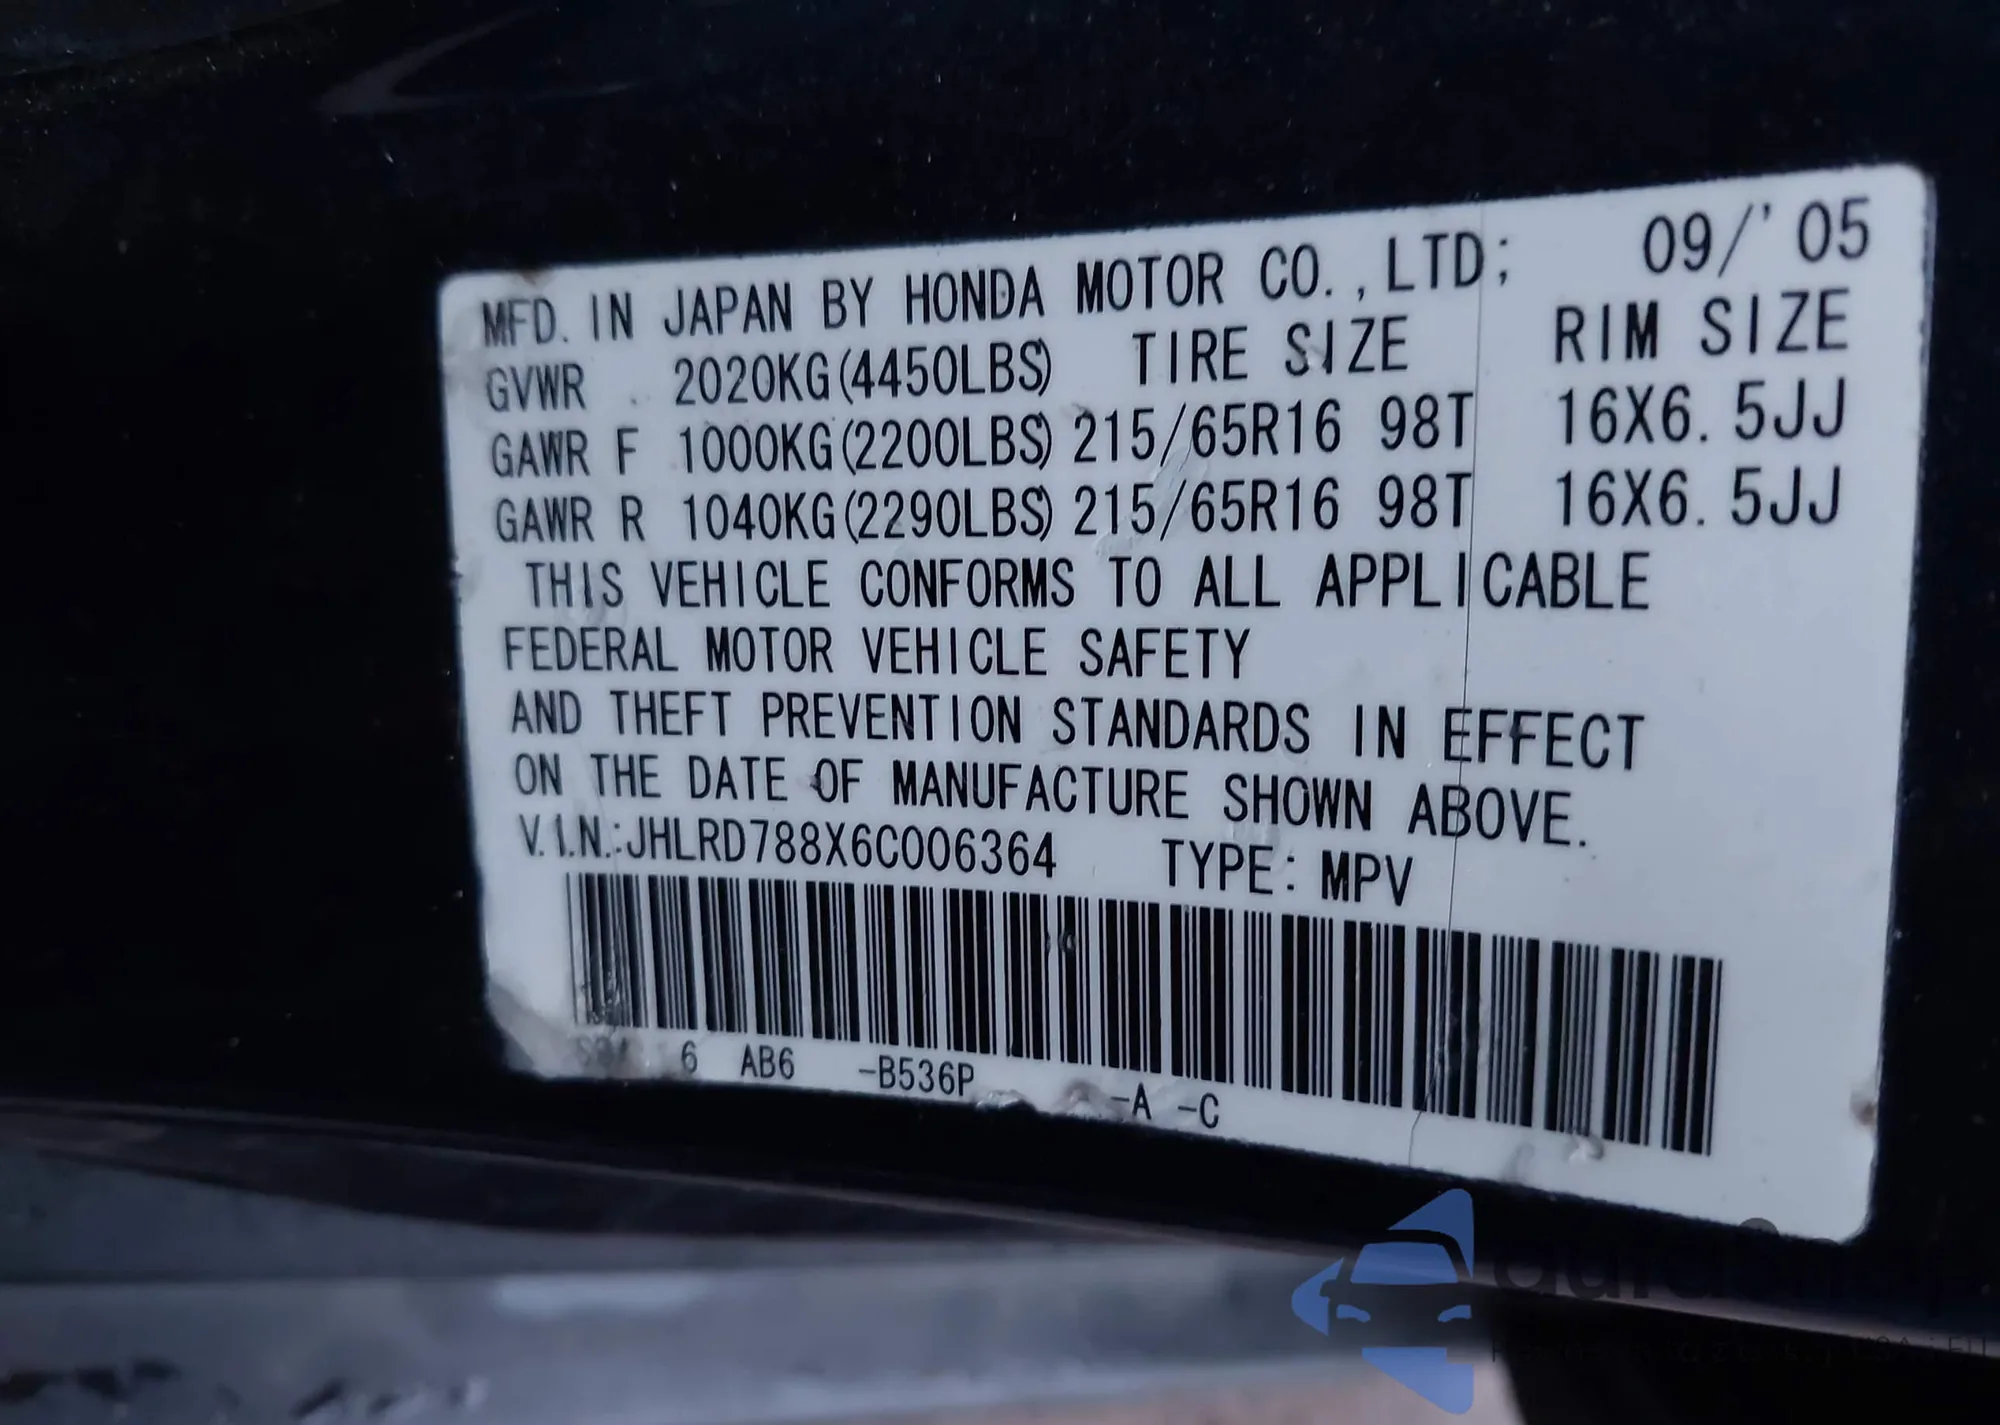 MFD. IN JAPAN BY HONDA MOTOR CO.,LTD; 09/'05
GVWR 2020KG(4450LBS) TIRE SIZE RIM SIZE
GAWR F 1000KG(2200LBS) 215/65R16 98T 16X6.5JJ
GAWR R 1040KG(2290LBS) 215/65R16 98T 16X6.5JJ
THIS VEHICLE CONFORMS TO ALL APPLICABLE
FEDERAL MOTOR VEHICLE SAFETY
AND THEFT PREVENTION STANDARDS IN EFFECT
ON THE DATE OF MANUFACTURE SHOWN ABOVE.
V.I.N.:JHLRD788X6C006364 TYPE: MPV
6 AB6 -B536P -A -C